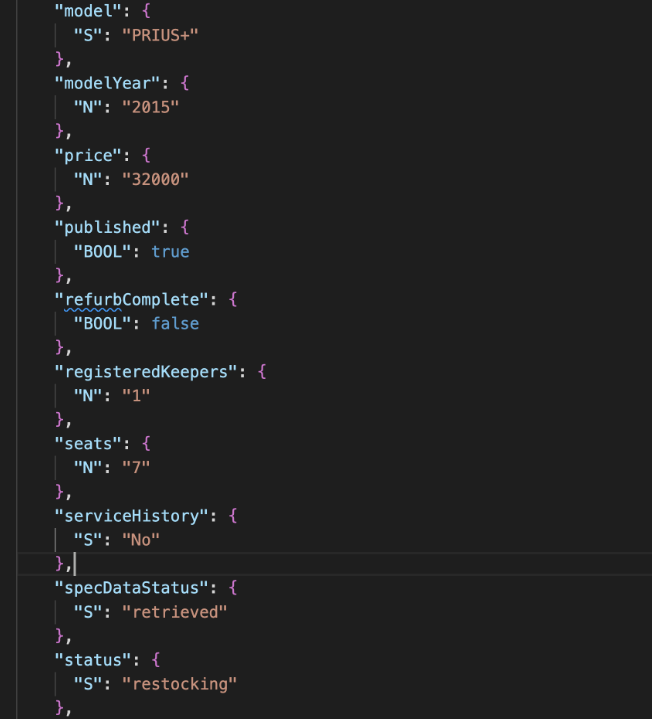 "model": {
"S": "PRIUS+"
},
"modelYear": {
"N": "2015"
},
"price": {
"N": "32000"
},
"published": {
"BOOL": true
},
"refurbComplete": {
"BOOL": false
},
"registeredKeepers": {
"N": "1"
},
"seats": {
"N": "7"
},
"serviceHistory": {
"S": "No"
},
"specDataStatus": {
"S": "retrieved"
},
"status": {
"S": "restocking"
},